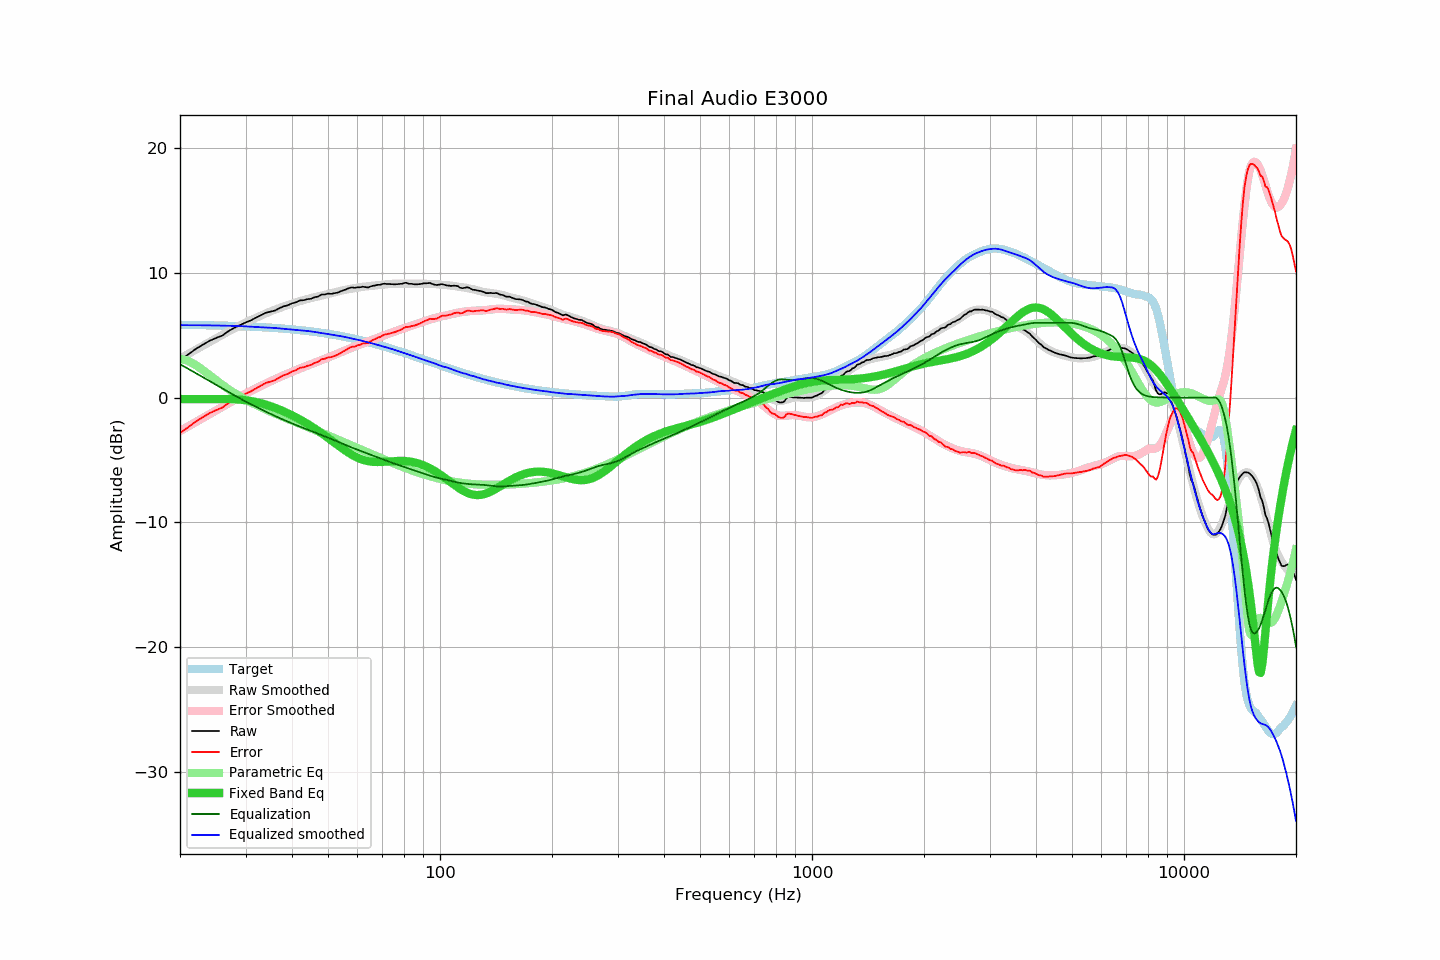 Final Audio E3000
20
10
0
−10
−20
−30
Amplitude (dBr)
Target
Raw Smoothed
Error Smoothed
Raw
Error
Parametric Eq
Fixed Band Eq
Equalization
Equalized smoothed
100
1000
10000
Frequency (Hz)